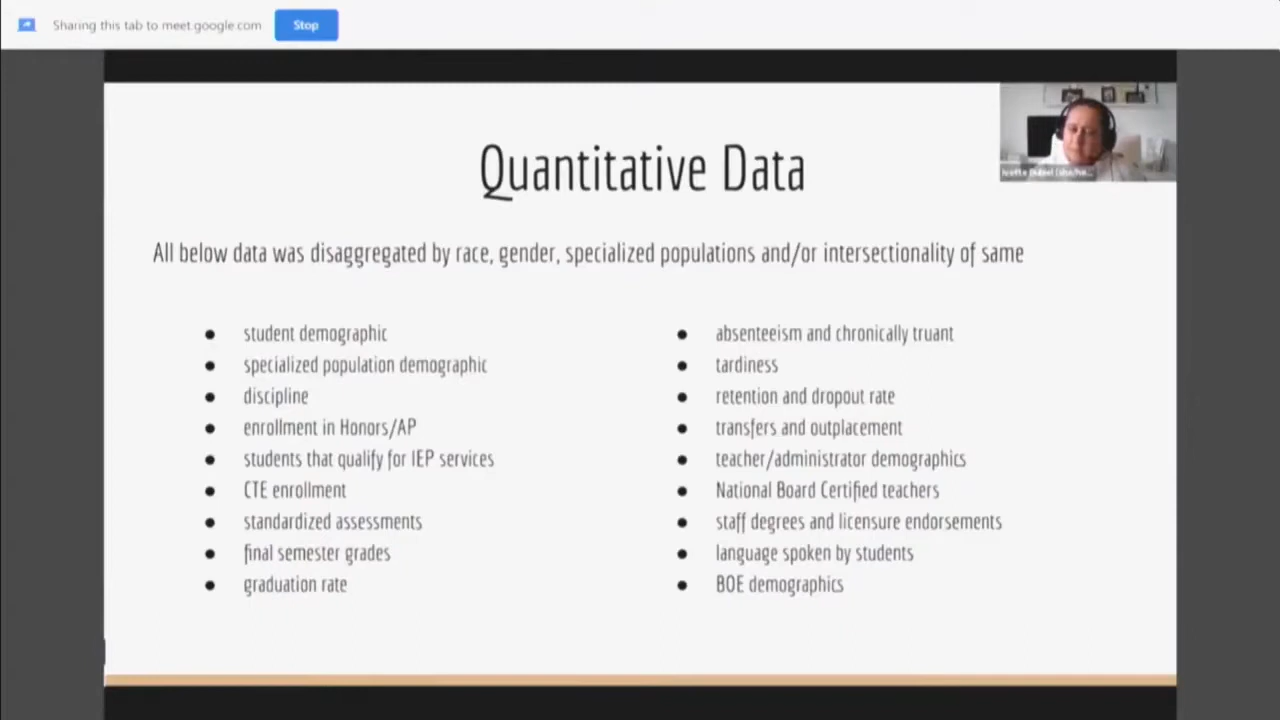 Sharing this tab to meet.google.com
Stop
Quantitative Data
All below data was disaggregated by race, gender, specialized populations and/or intersectionality of same
student demographic
specialized population demographic
discipline
enrollment in Honors/AP
students that qualify for IEP services
CTE enrollment
standardized assessments
final semester grades
graduation rate
absenteeism and chronically truant
tardiness
retention and dropout rate
transfers and outplacement
teacher/administrator demographics
National Board Certified teachers
staff degrees and licensure endorsements
language spoken by students
BOE demographics